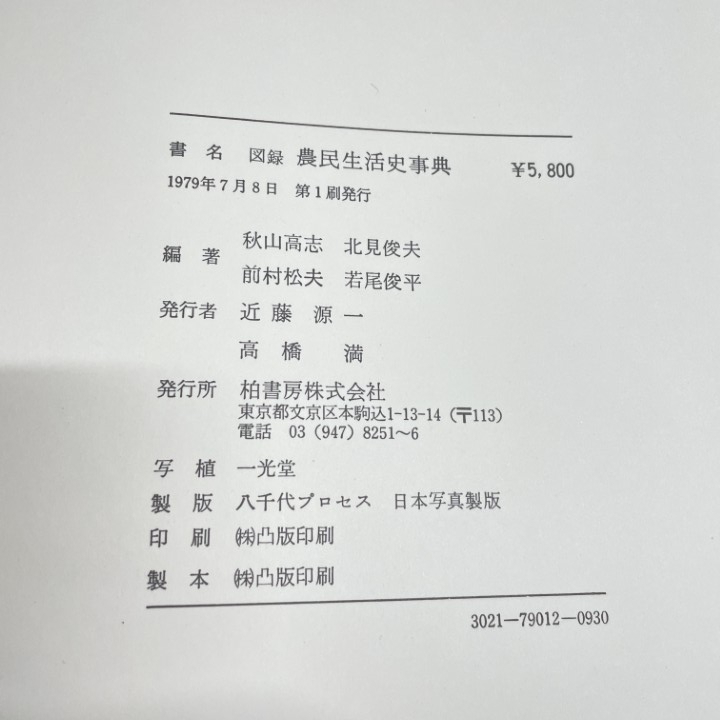 書名 図録 農民生活史事典 ￥5,800
1979年7月8日 第1刷発行
編著 秋山高志 北見俊夫
前村松夫 若尾俊平
発行者 近藤源一
高橋満
発行所 柏書房株式会社
東京都文京区本駒込1-13-14（〒113）
電話 03（947）8251〜6
写植 一光堂
製版 八千代プロセス 日本写真製版
印刷 ㈱凸版印刷
製本 ㈱凸版印刷
3021―79012―0930